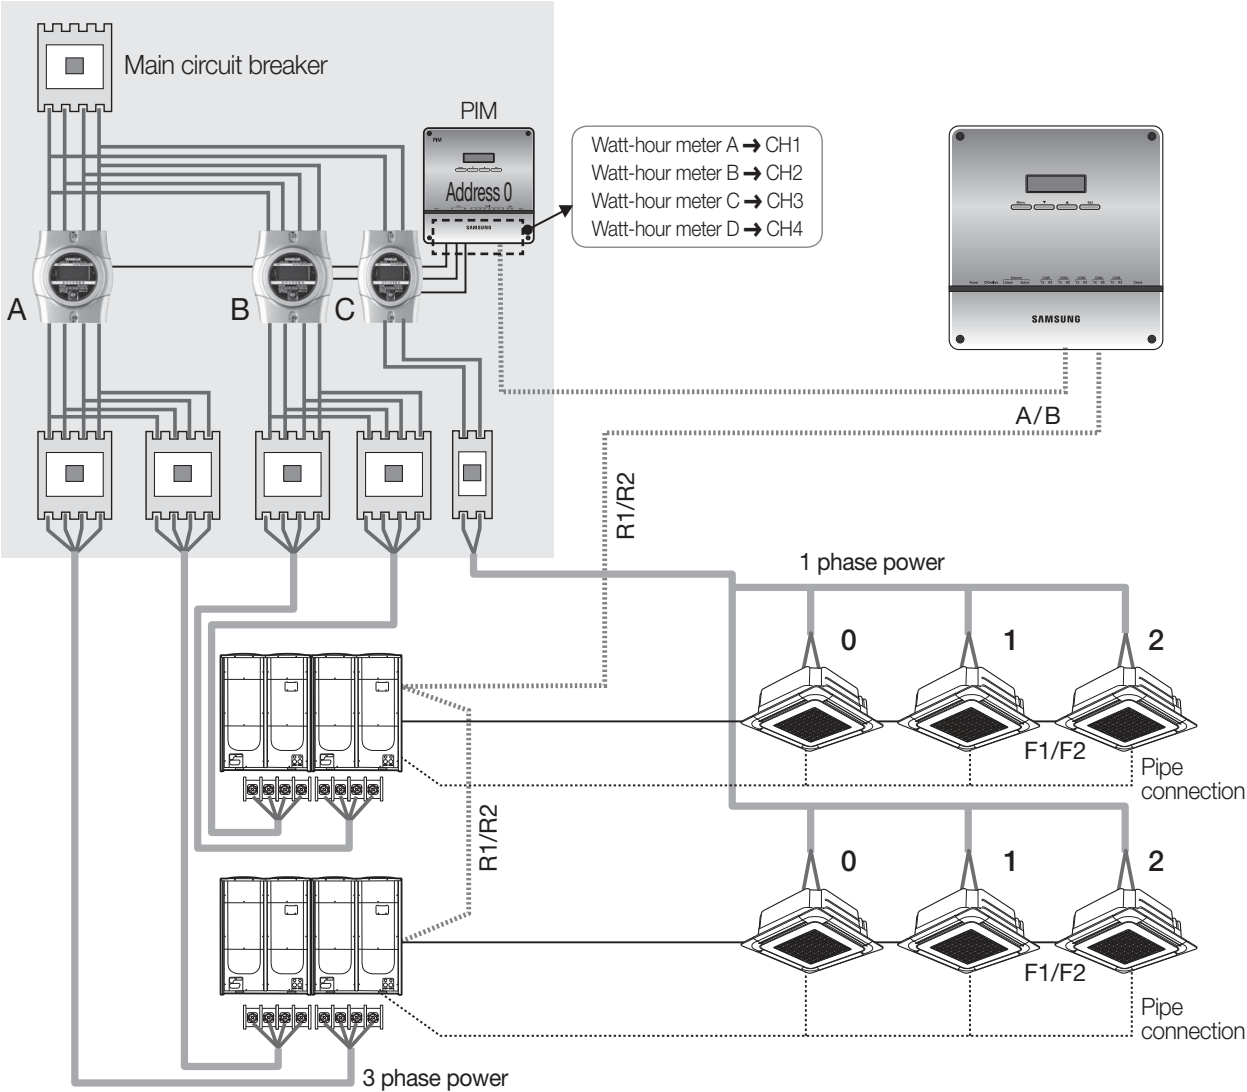 Main circuit breaker
PIM
PIM
Address 0
SAMSUNG
Watt-hour meter A ➔ CH1
Watt-hour meter B ➔ CH2
Watt-hour meter C ➔ CH3
Watt-hour meter D ➔ CH4
SAMSUNG
A
B
C
A/B
R1/R2
1 phase power
0
1
2
F1/F2
Pipe
connection
R1/R2
0
1
2
F1/F2
Pipe
connection
3 phase power